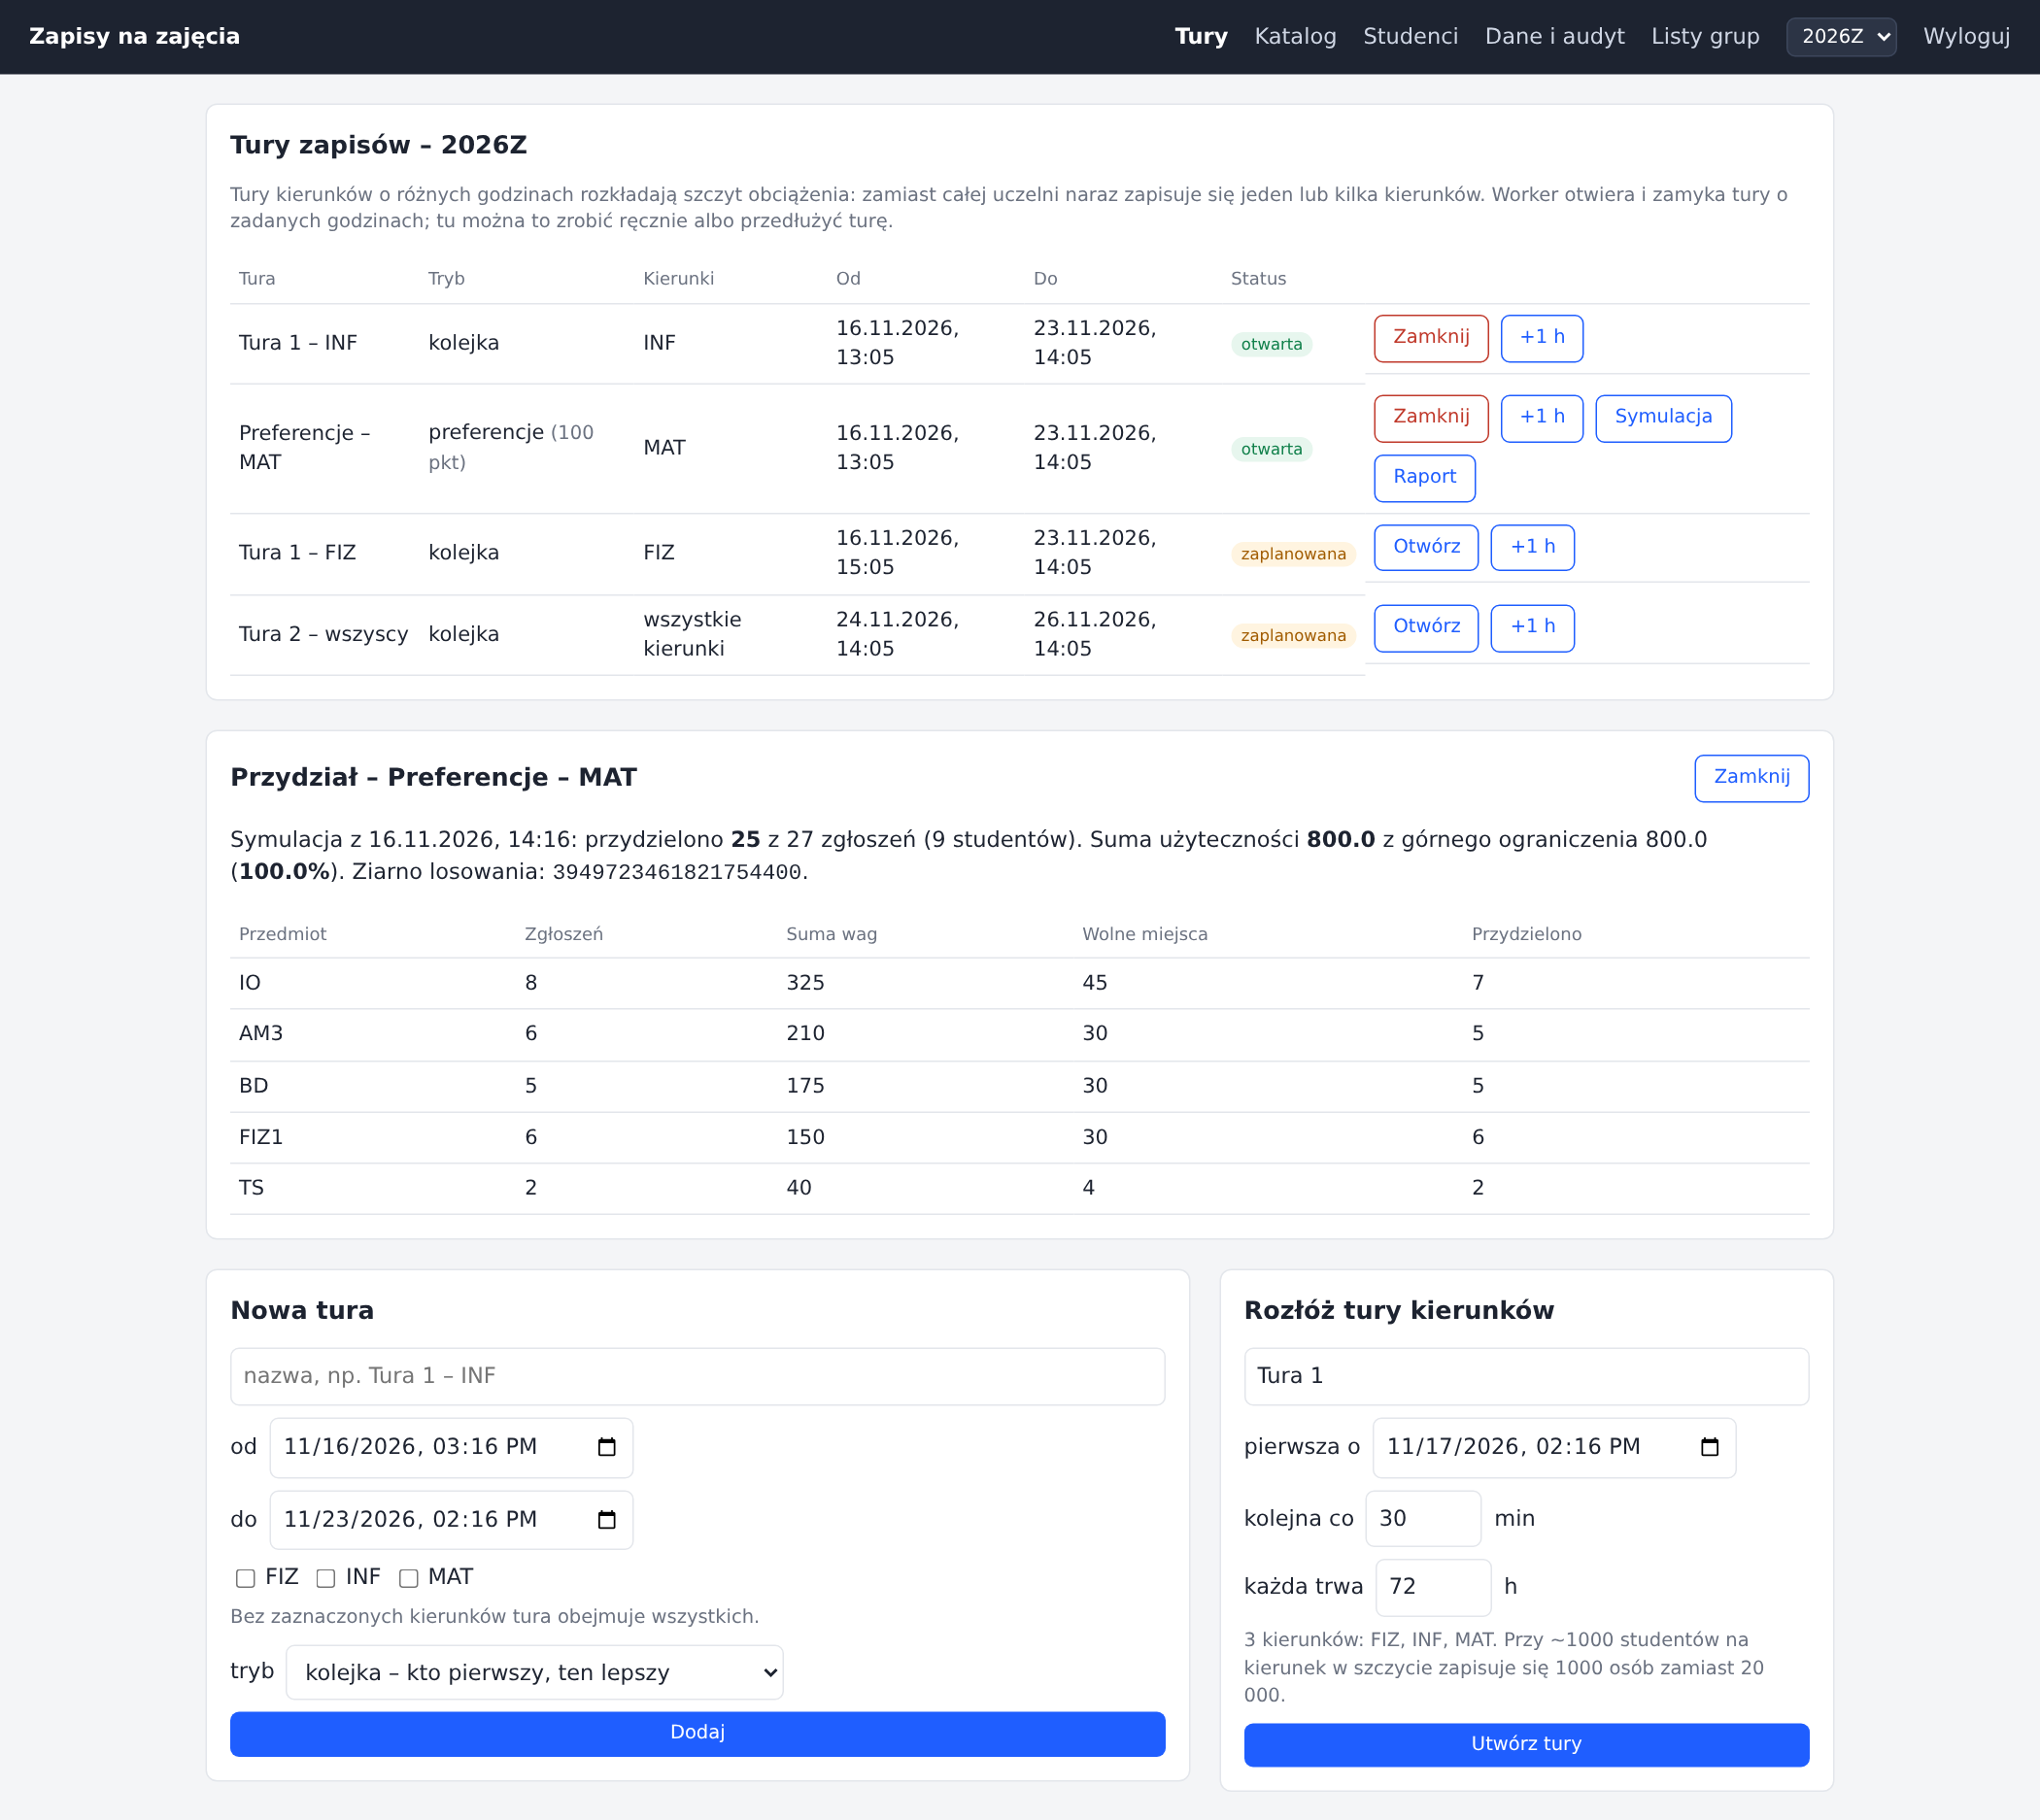 Zapisy na zajęcia
Tury Katalog Studenci Dane i audyt Listy grup 2026Z Wyloguj
Tury zapisów – 2026Z
Tury kierunków o różnych godzinach rozkładają szczyt obciążenia: zamiast całej uczelni naraz zapisuje się jeden lub kilka kierunków. Worker otwiera i zamyka tury o
zadanych godzinach; tu można to zrobić ręcznie albo przedłużyć turę.
Tura Tryb Kierunki Od Do Status
Tura 1 – INF kolejka INF 16.11.2026, 13:05 23.11.2026, 14:05 otwarta Zamknij +1 h
Preferencje – MAT preferencje (100 pkt) MAT 16.11.2026, 13:05 23.11.2026, 14:05 otwarta Zamknij +1 h Symulacja
Raport
Tura 1 – FIZ kolejka FIZ 16.11.2026, 15:05 23.11.2026, 14:05 zaplanowana Otwórz +1 h
Tura 2 – wszyscy kolejka wszystkie kierunki 24.11.2026, 14:05 26.11.2026, 14:05 zaplanowana Otwórz +1 h
Przydział – Preferencje – MAT Zamknij
Symulacja z 16.11.2026, 14:16: przydzielono 25 z 27 zgłoszeń (9 studentów). Suma użyteczności 800.0 z górnego ograniczenia 800.0
(100.0%). Ziarno losowania: 3949723461821754400.
Przedmiot Zgłoszeń Suma wag Wolne miejsca Przydzielono
IO 8 325 45 7
AM3 6 210 30 5
BD 5 175 30 5
FIZ1 6 150 30 6
TS 2 40 4 2
Nowa tura
nazwa, np. Tura 1 – INF
od 11/16/2026, 03:16 PM
do 11/23/2026, 02:16 PM
FIZ INF MAT
Bez zaznaczonych kierunków tura obejmuje wszystkich.
tryb kolejka – kto pierwszy, ten lepszy
Dodaj
Rozłóż tury kierunków
Tura 1
pierwsza o 11/17/2026, 02:16 PM
kolejna co 30 min
każda trwa 72 h
3 kierunków: FIZ, INF, MAT. Przy ~1000 studentów na
kierunek w szczycie zapisuje się 1000 osób zamiast 20
000.
Utwórz tury